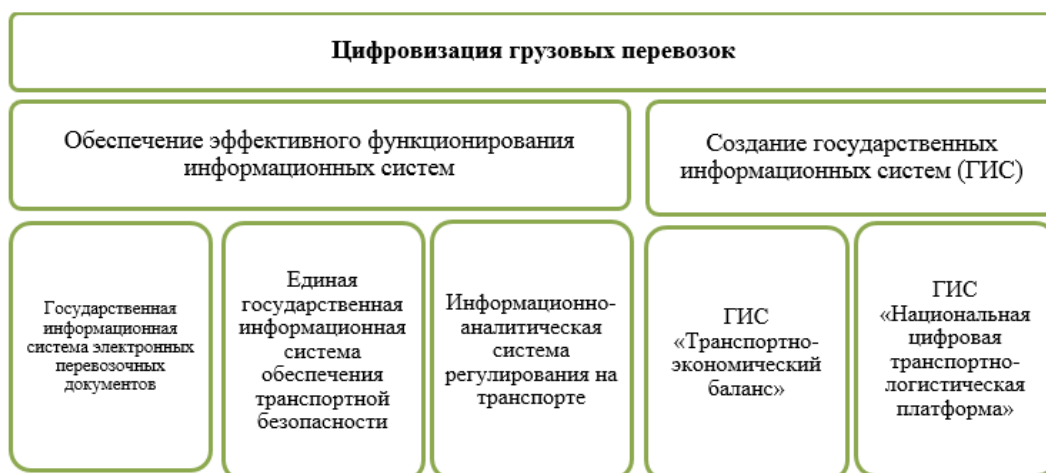 Цифровизация грузовых перевозок
Обеспечение эффективного функционирования
информационных систем
Создание государственных
информационных систем (ГИС)
Государственная
информационная
система электронных
перевозочных
документов
Единая
государственная
информационная
система
обеспечения
транспортной
безопасности
Информационно-
аналитическая
система
регулирования на
транспорте
ГИС
«Транспортно-
экономический
баланс»
ГИС
«Национальная
цифровая
транспортно-
логистическая
платформа»